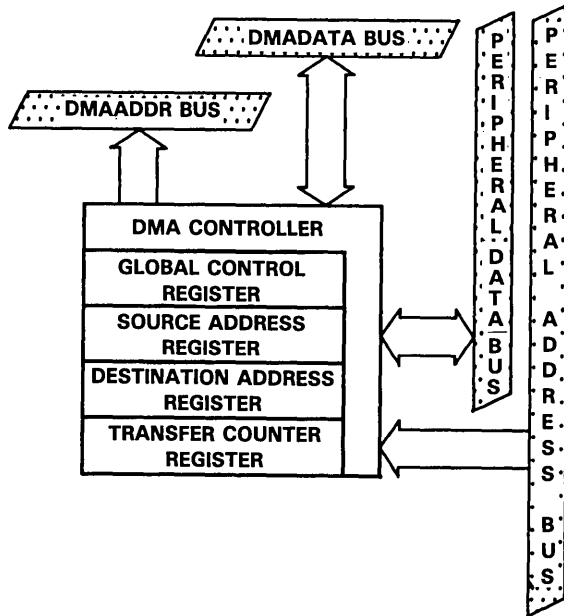 DMADATA BUS
DMAADDR BUS
DMA CONTROLLER
GLOBAL CONTROL
REGISTER
SOURCE ADDRESS
REGISTER
DESTINATION ADDRESS
REGISTER
TRANSFER COUNTER
REGISTER
PERIPHERAL DATA BUS
PERIPHERAL ADDRESS BUS